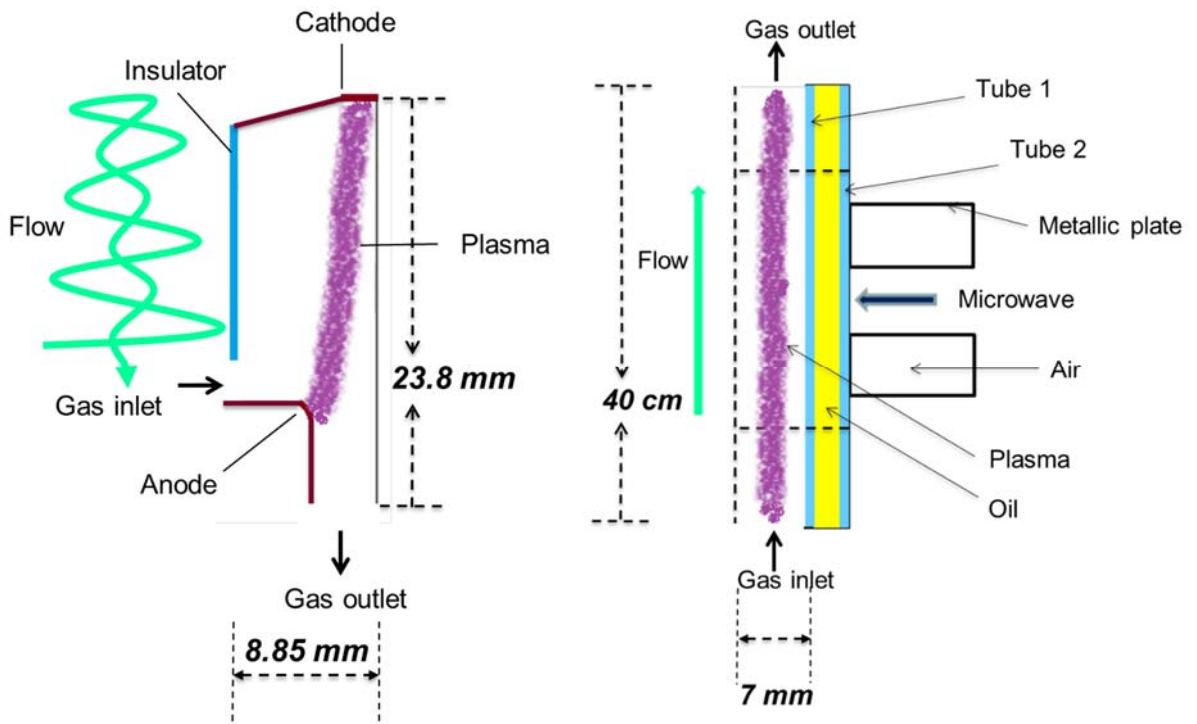 Cathode
Insulator
Flow
Plasma
23.8 mm
Gas inlet
Anode
Gas outlet
8.85 mm
Gas outlet
Tube 1
Tube 2
Metallic plate
Flow
Microwave
40 cm
Air
Plasma
Oil
Gas inlet
7 mm